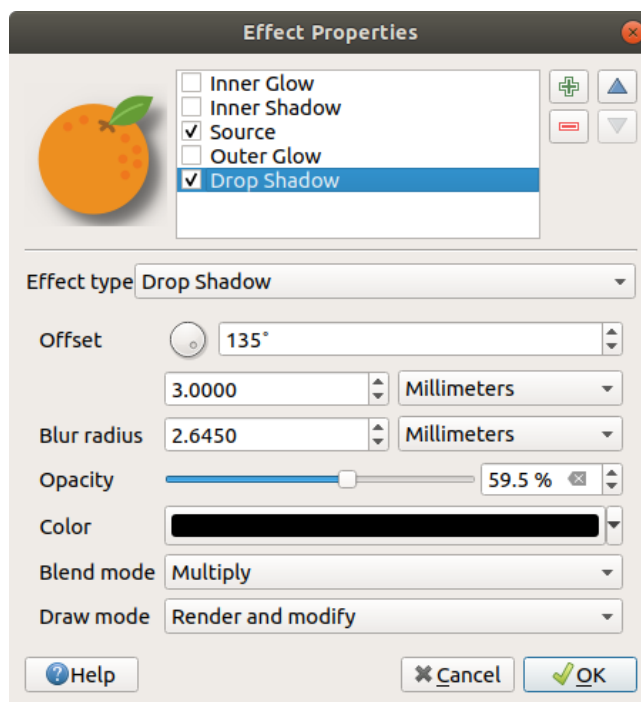 Effect Properties
Inner Glow
Inner Shadow
Source
Outer Glow
Drop Shadow
Effect type Drop Shadow
Offset 135°
3.0000 Millimeters
Blur radius 2.6450 Millimeters
Opacity 59.5 %
Color
Blend mode Multiply
Draw mode Render and modify
Help Cancel OK